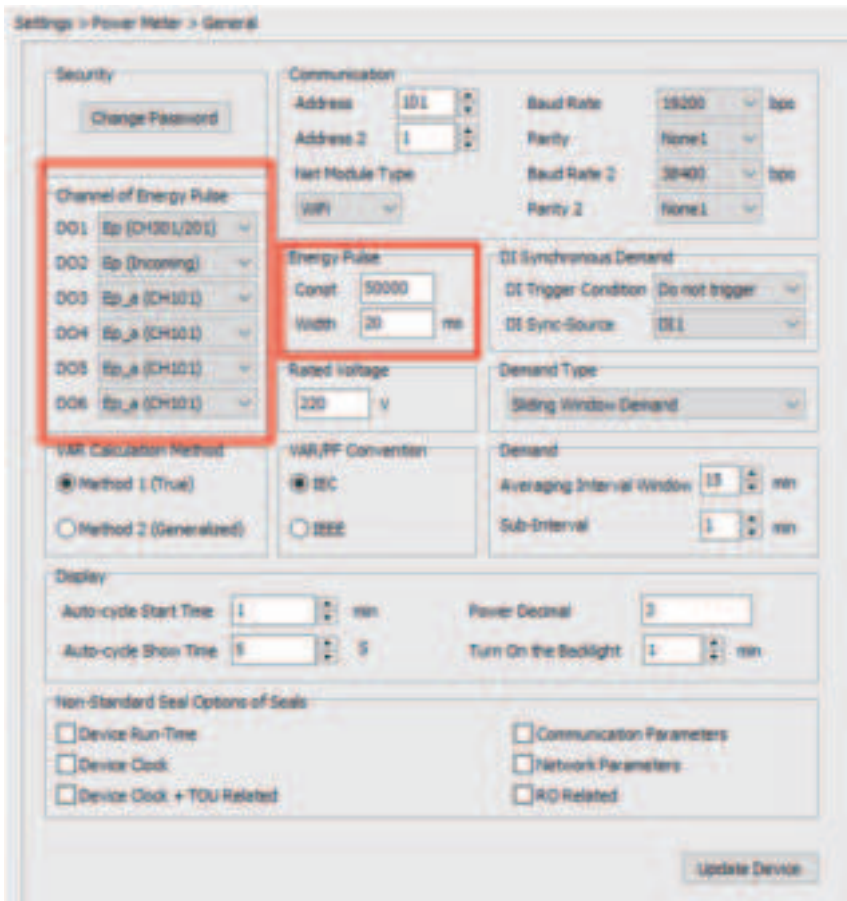 Settings > Power Meter > General
Security
Change Password
Communication
Address 101
Baud Rate 19200 bps
Address 2 1
Parity None1
Net Module Type
WIFI
Baud Rate 2 38400 bps
Parity 2 None1
Channel of Energy Pulse
DO1 Ep (CH301/201)
DO2 Ep (Incoming)
DO3 Ep_a (CH101)
DO4 Ep_a (CH101)
DO5 Ep_a (CH101)
DO6 Ep_a (CH101)
Energy Pulse
Const 50000
Width 20 ms
DI Synchronous Demand
DI Trigger Condition Do not trigger
DI Sync-Source DI1
Rated Voltage
220 V
Demand Type
Sliding Window Demand
VAR Calculation Method
Method 1 (True)
Method 2 (Generalized)
VAR/PF Convention
IEC
IEEE
Demand
Averaging Interval Window 15 min
Sub-Interval 1 min
Display
Auto-cycle Start Time 1 min
Power Decimal 3
Auto-cycle Show Time 5 S
Turn On the Backlight 1 min
Non-Standard Seal Options of Seals
Device Run-Time
Communication Parameters
Device Clock
Network Parameters
Device Clock + TOU Related
RO Related
Update Device